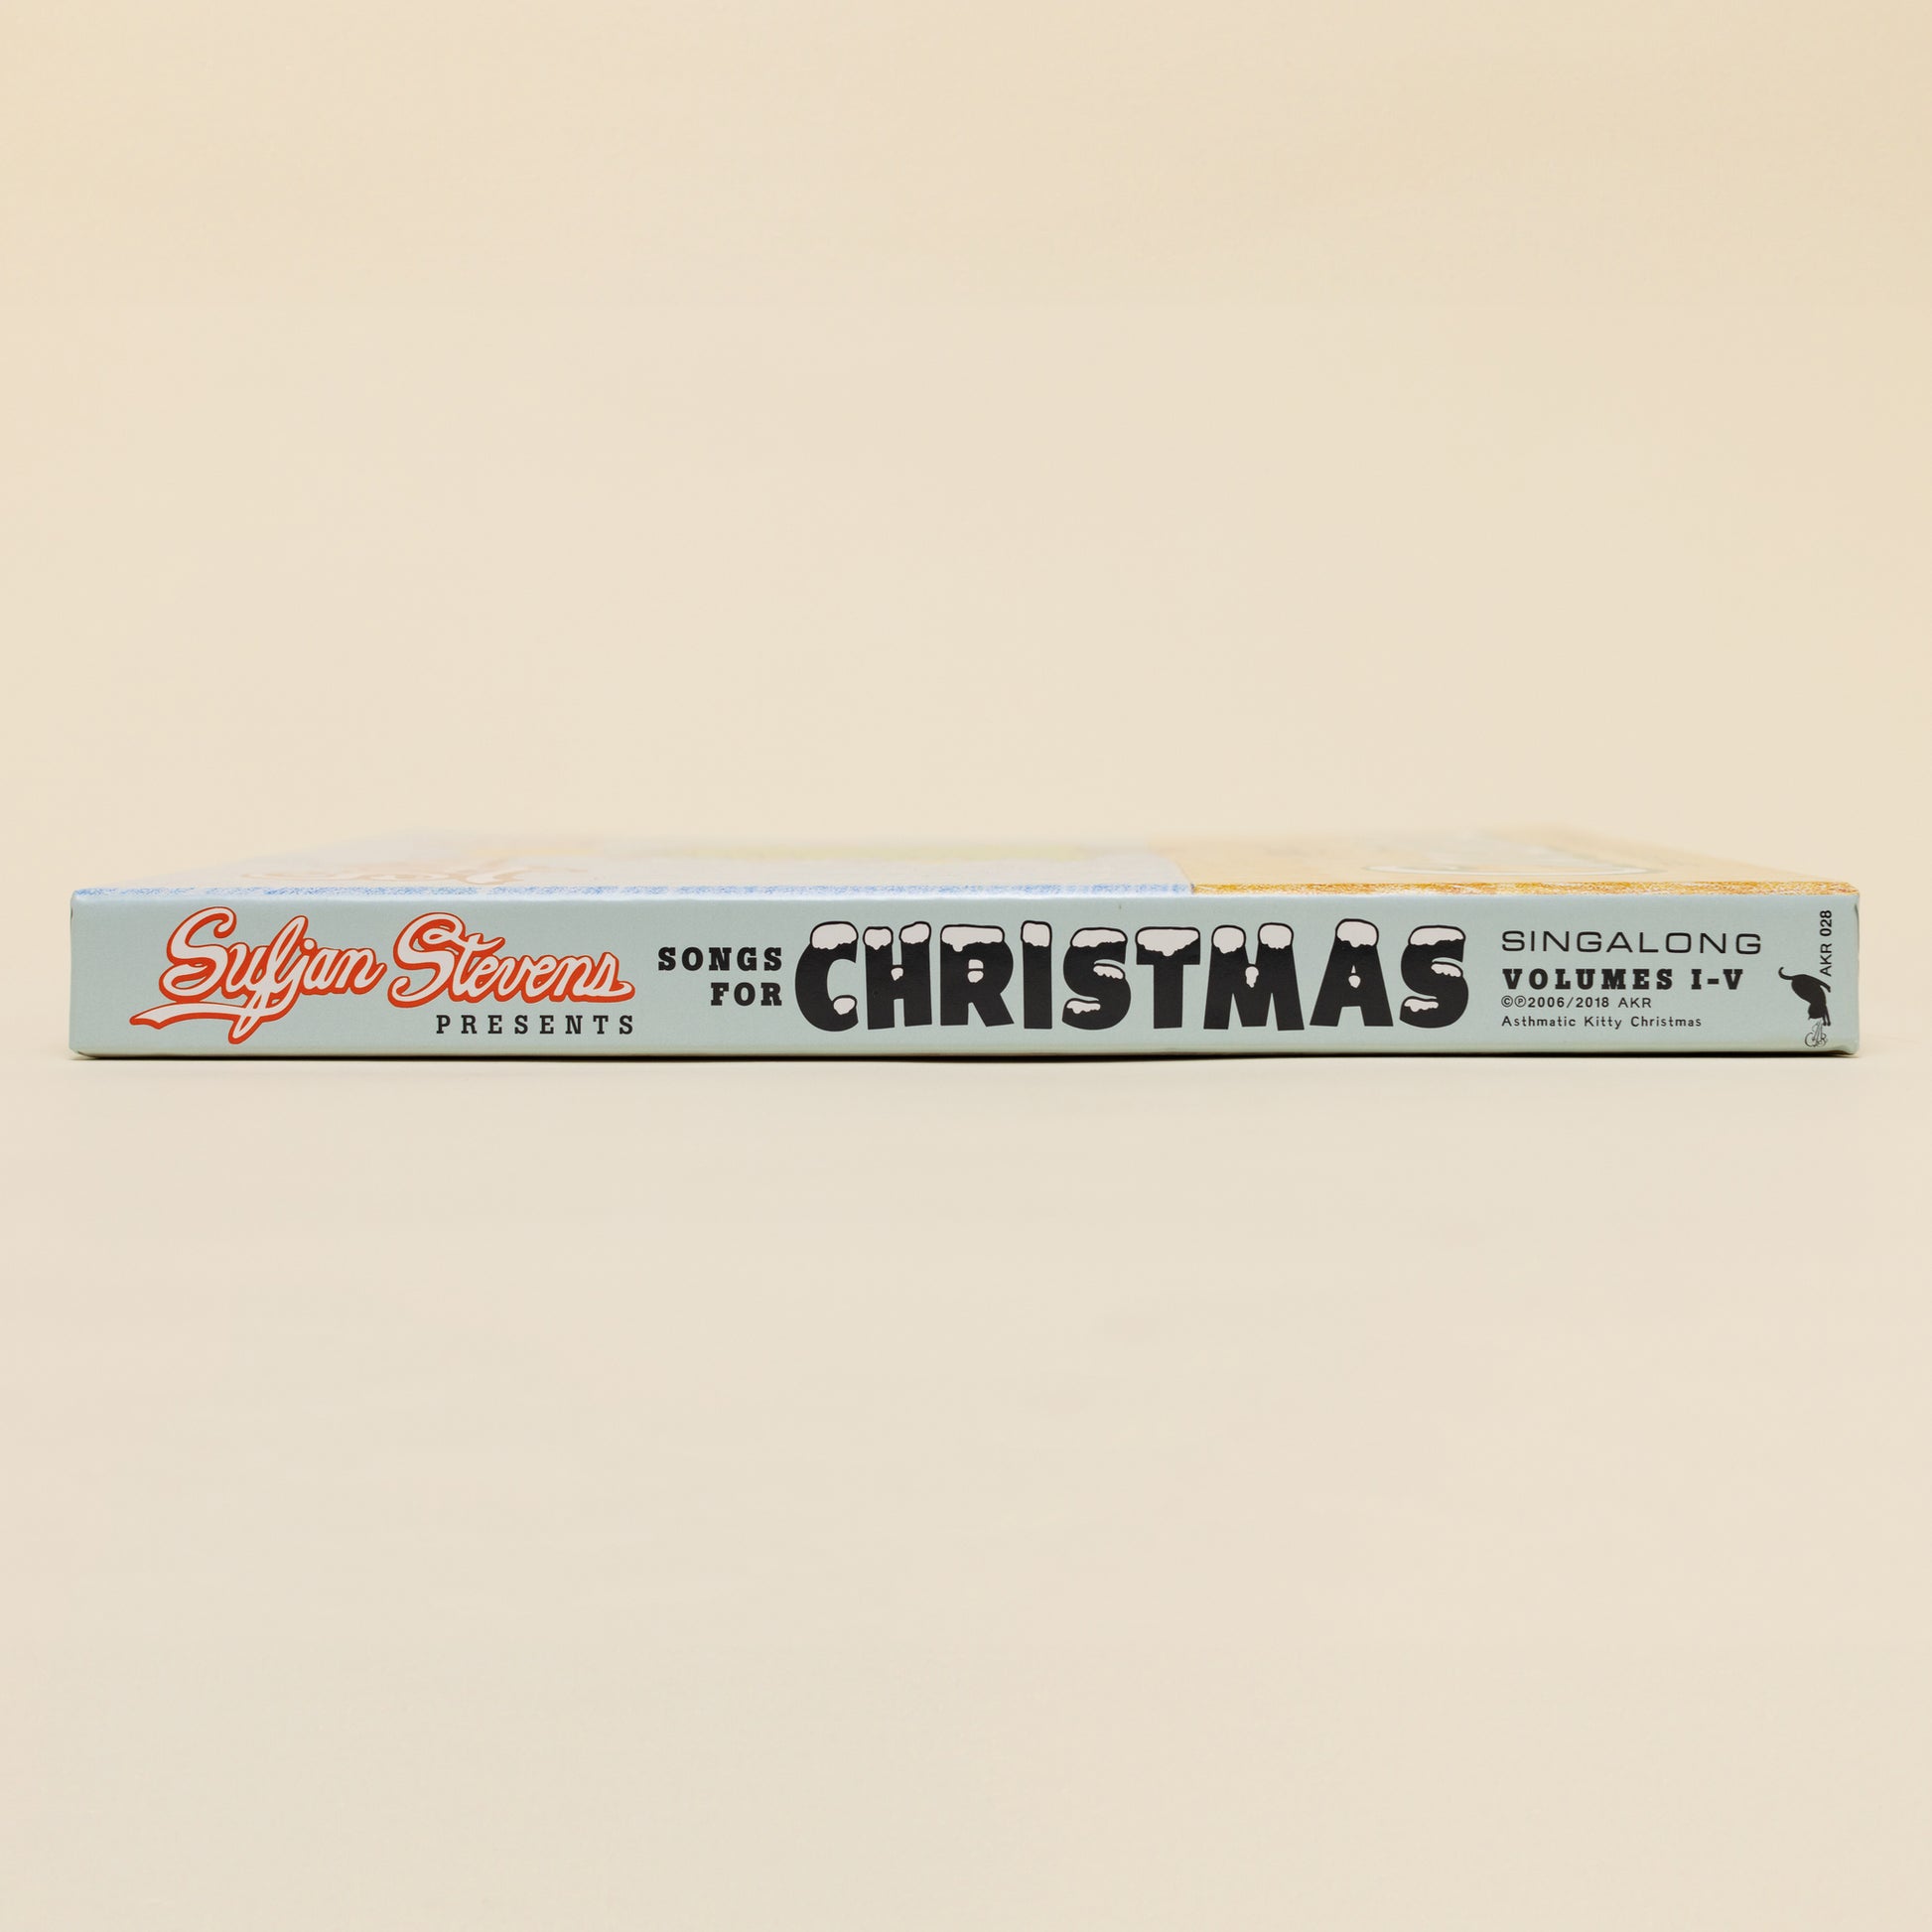 Sufjan Stevens
PRESENTS
SONGS
FOR
CHRISTMAS
SINGALONG
VOLUMES I-V
©℗2006/2018 AKR
Asthmatic Kitty Christmas
AKR 028